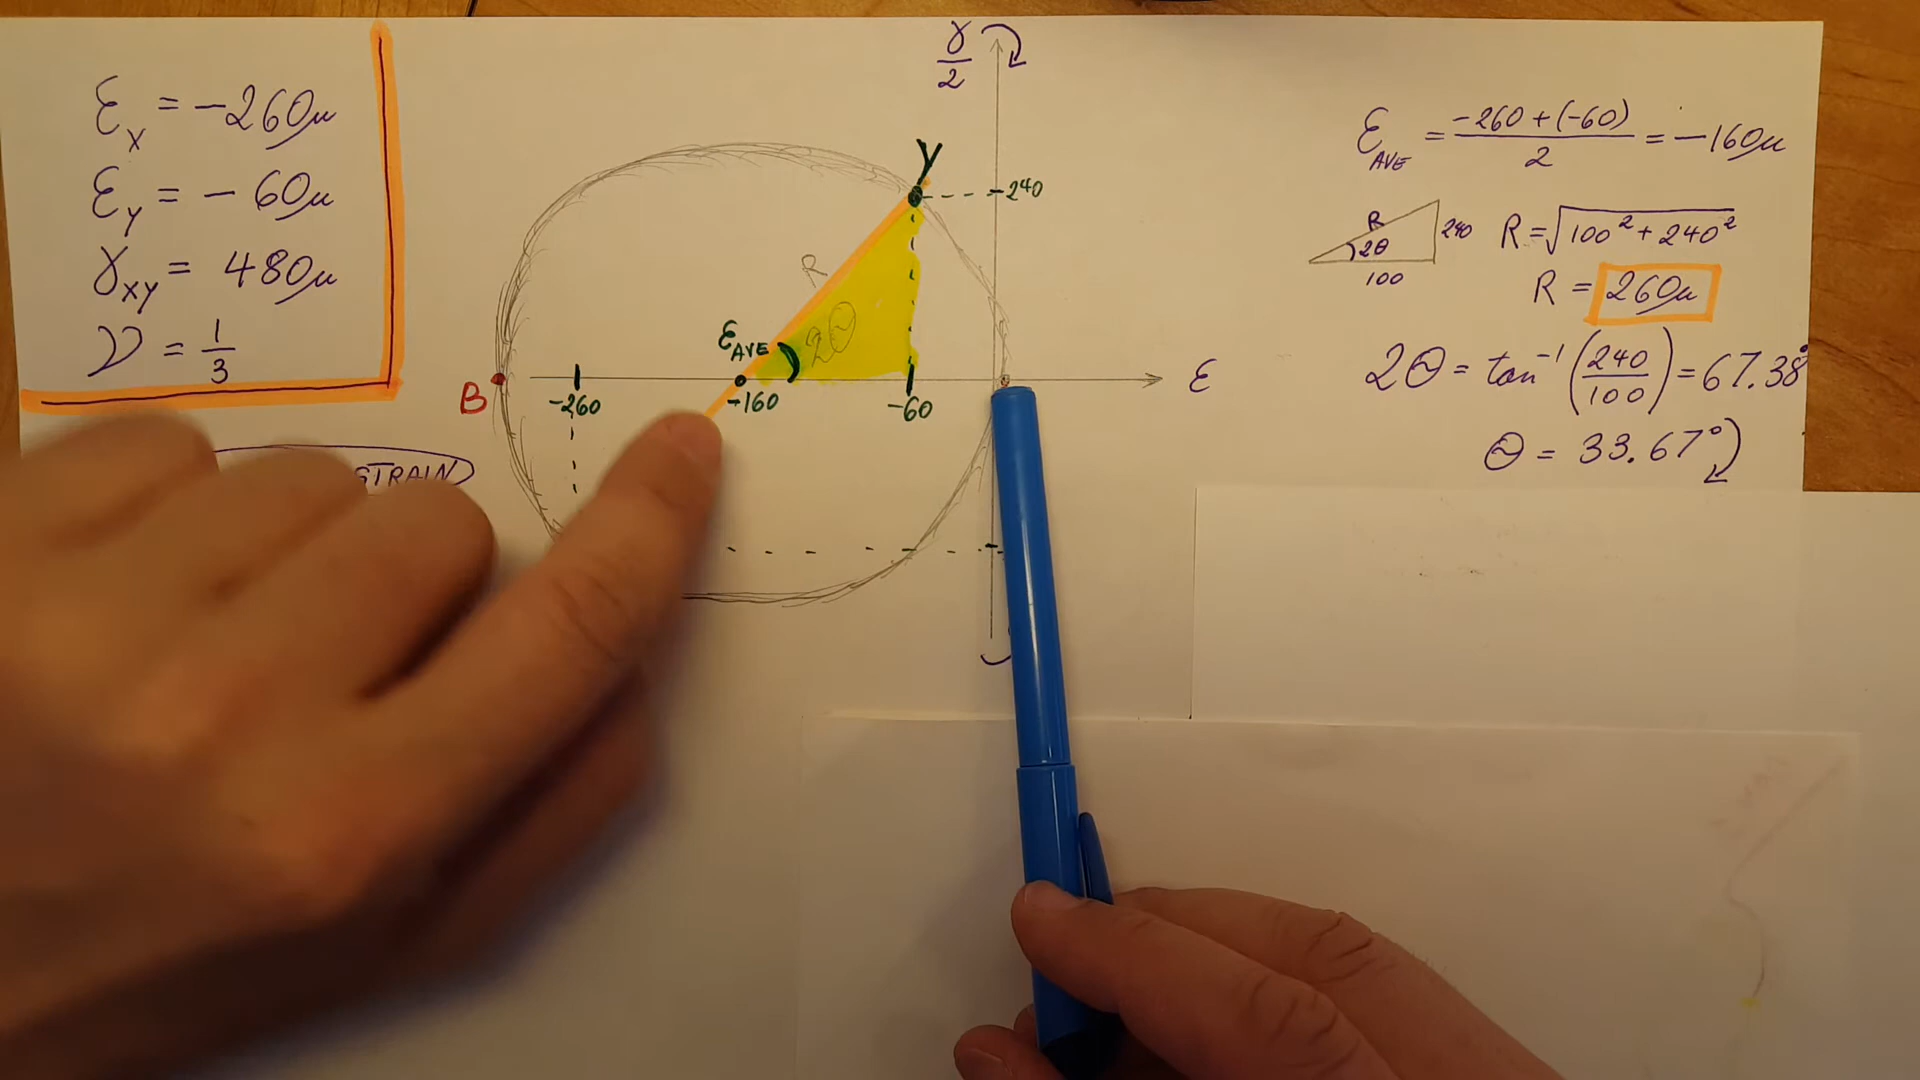 εx = -260μ
εy = - 60μ
γxy = 480μ
ν = 1/3
STRAIN
γ/2
Y
240
R
εAVE
2θ
B
-260
-160
-60
ε
εAVE = -260 + (-60) / 2 = -160μ
R
2θ
240
100
R = √100² + 240²
R = 260μ
2θ = tan⁻¹ (240/100) = 67.38°
θ = 33.67°